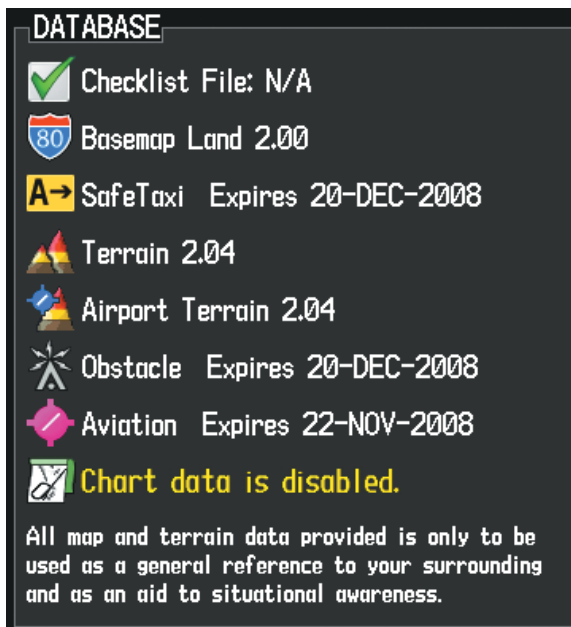 DATABASE
Checklist File: N/A
80 Basemap Land 2.00
A→ SafeTaxi Expires 20-DEC-2008
Terrain 2.04
Airport Terrain 2.04
Obstacle Expires 20-DEC-2008
Aviation Expires 22-NOV-2008
Chart data is disabled.
All map and terrain data provided is only to be
used as a general reference to your surrounding
and as an aid to situational awareness.